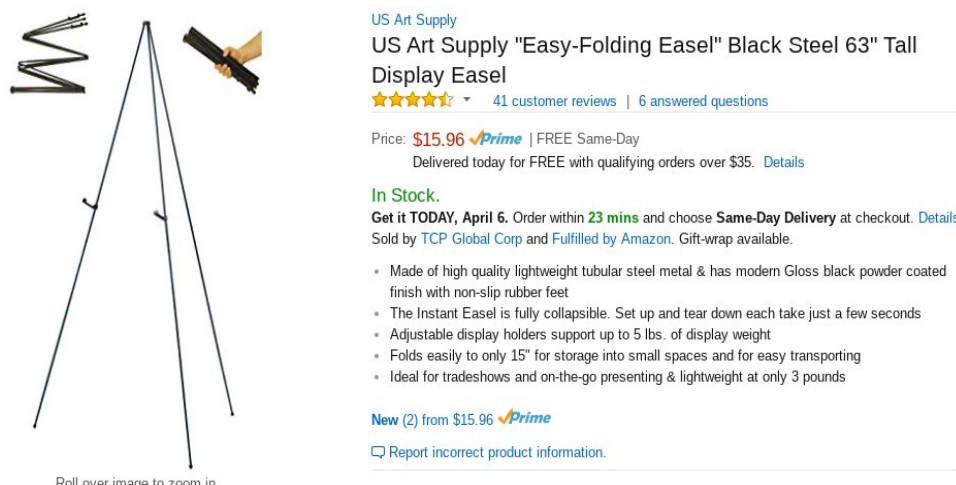 US Art Supply
US Art Supply "Easy-Folding Easel" Black Steel 63" Tall
Display Easel
41 customer reviews | 6 answered questions
Price: $15.96 Prime | FREE Same-Day
Delivered today for FREE with qualifying orders over $35. Details
In Stock.
Get it TODAY, April 6. Order within 23 mins and choose Same-Day Delivery at checkout. Details
Sold by TCP Global Corp and Fulfilled by Amazon. Gift-wrap available.
Made of high quality lightweight tubular steel metal & has modern Gloss black powder coated
finish with non-slip rubber feet
The Instant Easel is fully collapsible. Set up and tear down each take just a few seconds
Adjustable display holders support up to 5 lbs. of display weight
Folds easily to only 15" for storage into small spaces and for easy transporting
Ideal for tradeshows and on-the-go presenting & lightweight at only 3 pounds
New (2) from $15.96 Prime
Report incorrect product information.
Roll over image to zoom in